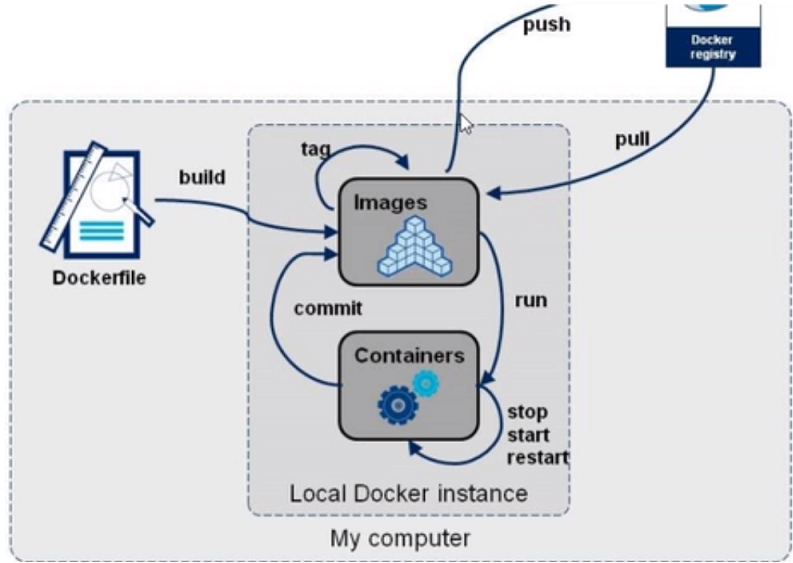 push
Docker
registry
tag
pull
build
Images
Dockerfile
commit
run
Containers
stop
start
restart
Local Docker instance
My computer